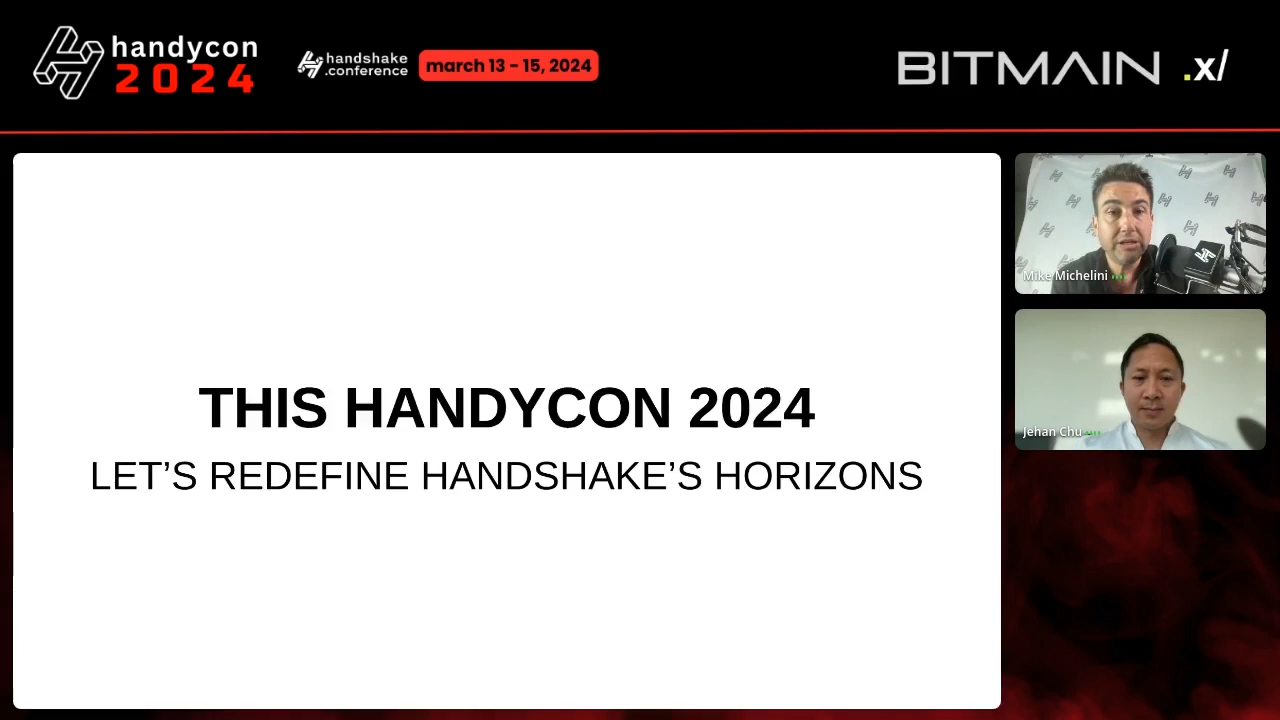 handycon
2024
handshake
.conference
march 13 - 15, 2024
BITMAIN
.x/
THIS HANDYCON 2024
LET’S REDEFINE HANDSHAKE’S HORIZONS
Mike Michelini
Jehan Chu